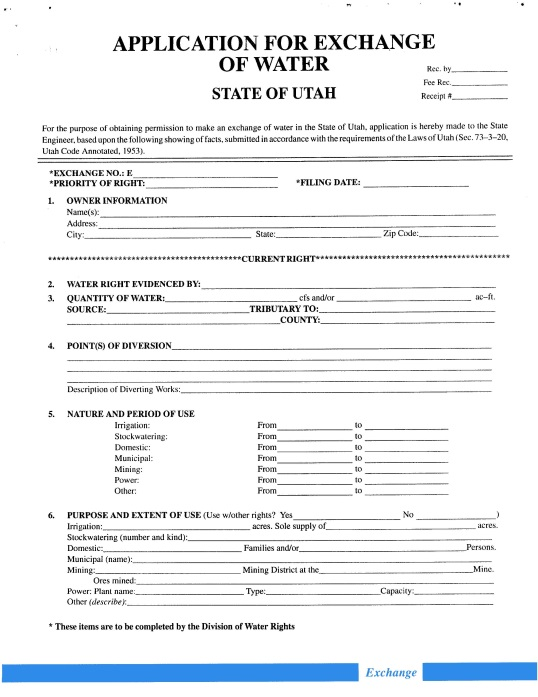 APPLICATION FOR EXCHANGE
OF WATER
STATE OF UTAH
Rec. by
Fee Rec.
Receipt #
For the purpose of obtaining permission to make an exchange of water in the State of Utah, application is hereby made to the State
Engineer, based upon the following showing of facts, submitted in accordance with the requirements of the Laws of Utah (Sec. 73–3–20,
Utah Code Annotated, 1953).
*EXCHANGE NO.: E
*PRIORITY OF RIGHT: *FILING DATE:
1. OWNER INFORMATION
Name(s):
Address:
City: State: Zip Code:
********************************************CURRENT RIGHT********************************************
2. WATER RIGHT EVIDENCED BY:
3. QUANTITY OF WATER: cfs and/or ac–ft.
SOURCE: TRIBUTARY TO:
COUNTY:
4. POINT(S) OF DIVERSION
Description of Diverting Works:
5. NATURE AND PERIOD OF USE
Irrigation: From to
Stockwatering: From to
Domestic: From to
Municipal: From to
Mining: From to
Power: From to
Other: From to
6. PURPOSE AND EXTENT OF USE (Use w/other rights? Yes No )
Irrigation: acres. Sole supply of acres.
Stockwatering (number and kind):
Domestic: Families and/or Persons.
Municipal (name):
Mining: Mining District at the Mine.
Ores mined:
Power: Plant name: Type: Capacity:
Other (describe):
* These items are to be completed by the Division of Water Rights
Exchange